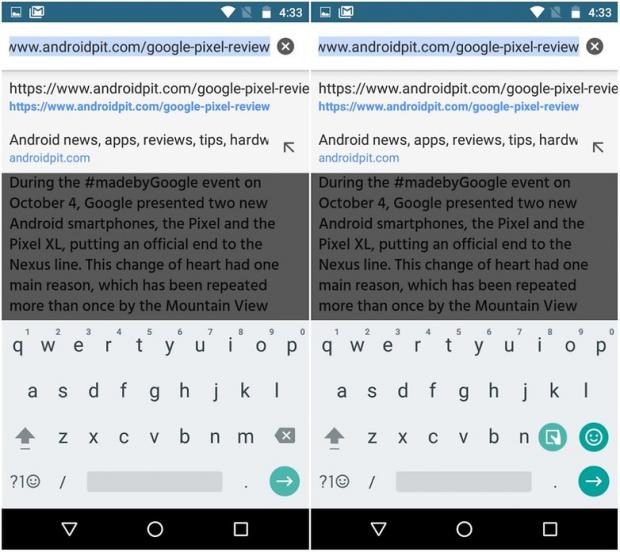 4:33
www.androidpit.com/google-pixel-review
https://www.androidpit.com/google-pixel-revie
https://www.androidpit.com/google-pixel-review
Android news, apps, reviews, tips, hardw
androidpit.com
During the #madebyGoogle event on
October 4, Google presented two new
Android smartphones, the Pixel and the
Pixel XL, putting an official end to the
Nexus line. This change of heart had one
main reason, which has been repeated
more than once by the Mountain View
1 2 3 4 5 6 7 8 9 0
q w e r t y u i o p
a s d f g h j k l
z x c v b n m
?1☺ / .
4:33
www.androidpit.com/google-pixel-review
https://www.androidpit.com/google-pixel-revie
https://www.androidpit.com/google-pixel-review
Android news, apps, reviews, tips, hardw
androidpit.com
During the #madebyGoogle event on
October 4, Google presented two new
Android smartphones, the Pixel and the
Pixel XL, putting an official end to the
Nexus line. This change of heart had one
main reason, which has been repeated
more than once by the Mountain View
1 2 3 4 5 6 7 8 9 0
q w e r t y u i o p
a s d f g h j k l
z x c v b n
?1☺ / .